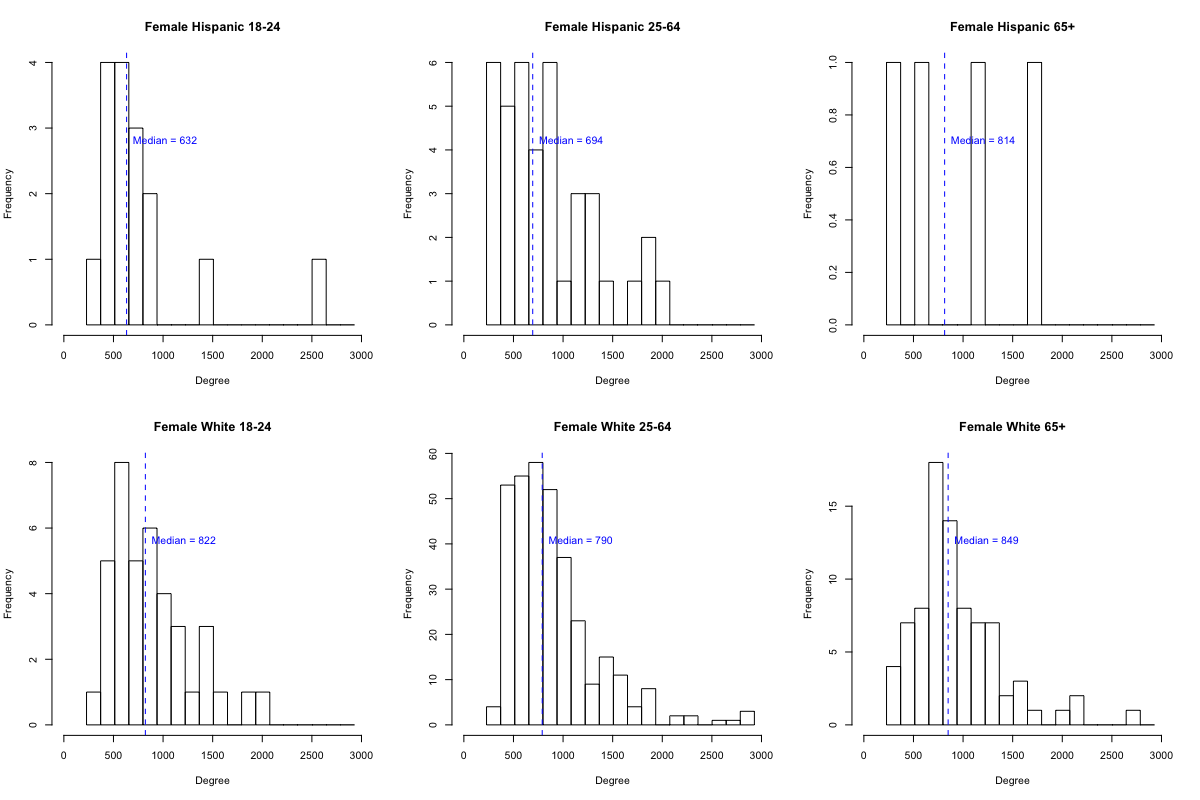 Female Hispanic 18-24
Frequency
0 1 2 3 4
Median = 632
0 500 1000 1500 2000 2500 3000
Degree
Female Hispanic 25-64
Frequency
0 1 2 3 4 5 6
Median = 694
0 500 1000 1500 2000 2500 3000
Degree
Female Hispanic 65+
Frequency
0.0 0.2 0.4 0.6 0.8 1.0
Median = 814
0 500 1000 1500 2000 2500 3000
Degree
Female White 18-24
Frequency
0 2 4 6 8
Median = 822
0 500 1000 1500 2000 2500 3000
Degree
Female White 25-64
Frequency
0 10 20 30 40 50 60
Median = 790
0 500 1000 1500 2000 2500 3000
Degree
Female White 65+
Frequency
0 5 10 15
Median = 849
0 500 1000 1500 2000 2500 3000
Degree